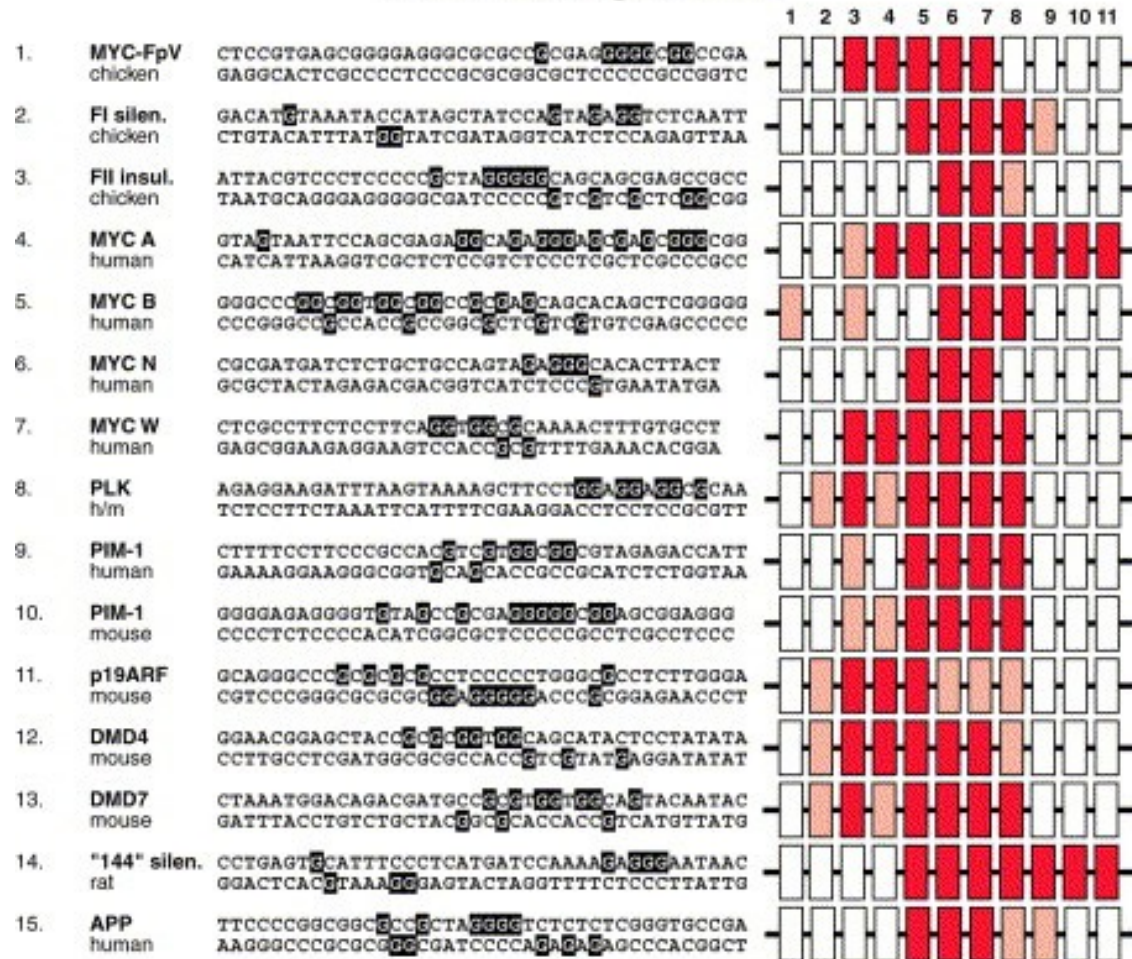 1 2 3 4 5 6 7 8 9 10 11
1. MYC-FpV CTCCGTGAGCGGGGAGGGCGCGCCGCGAGGGGGCGGCCGA
chicken GAGGCACTCGCCCCTCCCGCGCGGCGCTCCCCCGCCGGTC
2. FI silen. GACATGTAAATACCATAGCTATCCAGTAGAGGTCTCAATT
chicken CTGTACATTTATGGTATCGATAGGTCATCTCCAGAGTTAA
3. FII insul. ATTACGTCCCTCCCCCGCTAGGGGGCAGCAGCGAGCCGCC
chicken TAATGCAGGGAGGGGGCGATCCCCCGTCGTCGCTCGGCGG
4. MYC A GTAGTAATTCCAGCGAGAGGCAGAGGGAGCGAGCGGGCGG
human CATCATTAAGGTCGCTCTCCGTCTCCCTCGCTCGCCCGCC
5. MYC B GGGCCCGGCGGTGGCGGCCGCGAGCAGCACAGCTCGGGGG
human CCCGGGCCGCCACCGCCGGCGCTCGTCGTGTCGAGCCCCC
6. MYC N CGCGATGATCTCTGCTGCCAGTAGAGGGCACACTTACT
human GCGCTACTAGAGACGACGGTCATCTCCCGTGAATATGA
7. MYC W CTCGCCTTCTCCTTCAGGTGGCGCAAAACTTTGTGCCT
human GAGCGGAAGAGGAAGTCCACCGCGTTTTGAAACACGGA
8. PLK AGAGGAAGATTTAAGTAAAAGCTTCCTGGAGGAGGCGCAA
h/m TCTCCTTCTAAATTCATTTTCGAAGGACCTCCTCCGCGTT
9. PIM-1 CTTTTCCTTCCCGCCACGTCGTGGCGGCGTAGAGACCATT
human GAAAAGGAAGGGCGGTGCAGCACCGCCGCATCTCTGGTAA
10. PIM-1 GGGGAGAGGGGTGTAGCCGCGAGGGGGCGGAGCGGAGGG
mouse CCCCTCTCCCCACATCGGCGCTCCCCCGCCTCGCCTCCC
11. p19ARF GCAGGGCCCGCGCGCGCCTCCCCCTGGGCGCCTCTTGGGA
mouse CGTCCCGGGCGCGCGCGGAGGGGGACCCGCGGAGAACCCT
12. DMD4 GGAACGGAGCTACCGCGCGGTGGCAGCATACTCCTATATA
mouse CCTTGCCTCGATGGCGCGCCACCGTCGTATGAGGATATAT
13. DMD7 CTAAATGGACAGACGATGCCGCGTGGTGGCAGTACAATAC
mouse GATTTACCTGTCTGCTACGGCGCACCACCGTCATGTTATG
14. "144" silen. CCTGAGTGCATTTCCCTCATGATCCAAAAGAGGGAATAAC
rat GGACTCACGTAAAGGGAGTACTAGGTTTTCTCCCTTATTG
15. APP TTCCCCGGCGGCGCCGCTAGGGGTCTCTCTCGGGTGCCGA
human AAGGGCCCGCGCGGGCGATCCCCAGAGAGAGCCCACGGCT